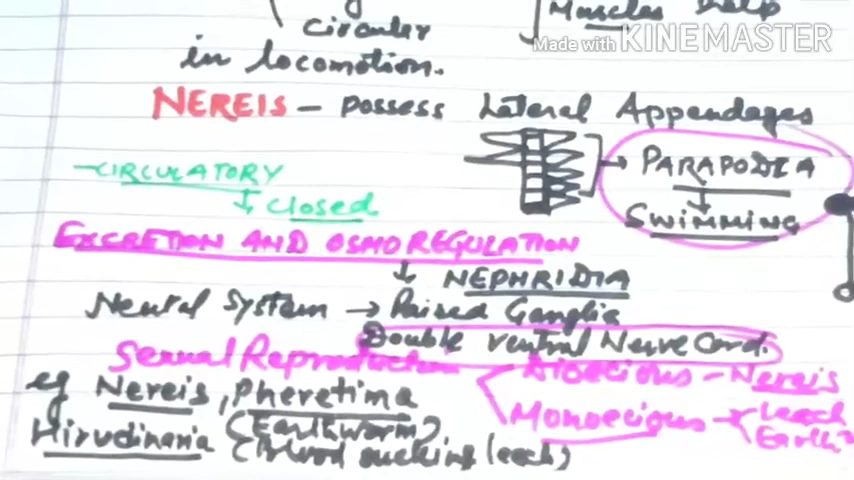 Muscles help
circular
Made with KINEMASTER
in locomotion.
NEREIS - possess Lateral Appendages
PARAPODIA
CIRCULATORY
closed
SWIMMING
EXCRETION AND OSMOREGULATION
NEPHRIDIA
Neural System → Paired Ganglia
Double ventral Nerve Cord.
Sexual Reproduction
Dioecious - Nereis
eg Nereis, Pheretima
Monoecious
Leech
Earth
(Earthworm)
Hirudinaria (Blood sucking leech)